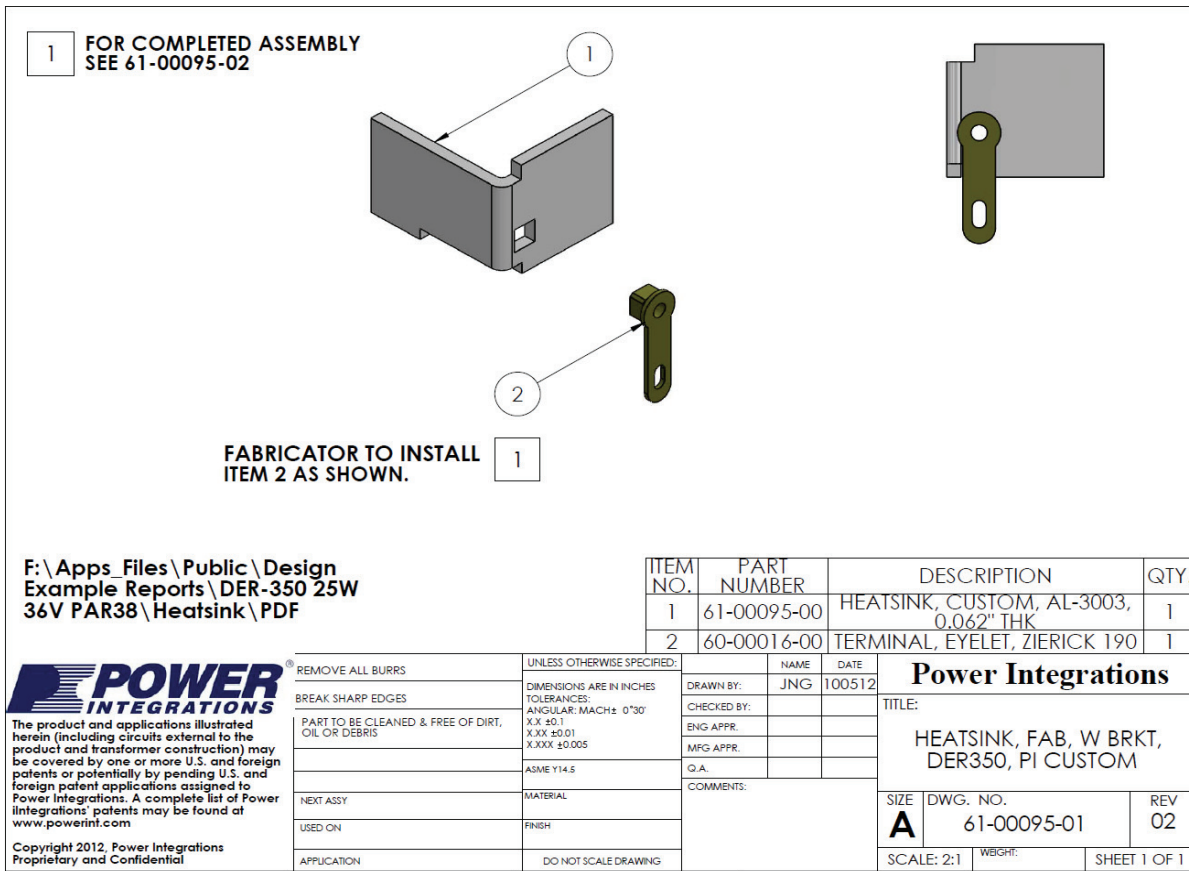 1
FOR COMPLETED ASSEMBLY
SEE 61-00095-02
1
2
FABRICATOR TO INSTALL
ITEM 2 AS SHOWN.
1
F:\Apps_Files\Public\Design
Example Reports\DER-350 25W
36V PAR38\Heatsink\PDF
ITEM NO. PART NUMBER DESCRIPTION QTY.
1 61-00095-00 HEATSINK, CUSTOM, AL-3003, 0.062" THK 1
2 60-00016-00 TERMINAL, EYELET, ZIERICK 190 1
POWER
INTEGRATIONS
®
The product and applications illustrated
herein (including circuits external to the
product and transformer construction) may
be covered by one or more U.S. and foreign
patents or potentially by pending U.S. and
foreign patent applications assigned to
Power Integrations. A complete list of Power
iIntegrations' patents may be found at
www.powerint.com
Copyright 2012, Power Integrations
Proprietary and Confidential
REMOVE ALL BURRS
BREAK SHARP EDGES
PART TO BE CLEANED & FREE OF DIRT,
OIL OR DEBRIS
NEXT ASSY
USED ON
APPLICATION
UNLESS OTHERWISE SPECIFIED:
DIMENSIONS ARE IN INCHES
TOLERANCES:
ANGULAR: MACH± 0°30'
X.X ±0.1
X.XX ±0.01
X.XXX ±0.005
ASME Y14.5
MATERIAL
FINISH
DO NOT SCALE DRAWING
NAME DATE
DRAWN BY: JNG 100512
CHECKED BY:
ENG APPR.
MFG APPR.
Q.A.
COMMENTS:
Power Integrations
TITLE:
HEATSINK, FAB, W BRKT,
DER350, PI CUSTOM
SIZE DWG. NO. REV
A 61-00095-01 02
SCALE: 2:1 WEIGHT: SHEET 1 OF 1